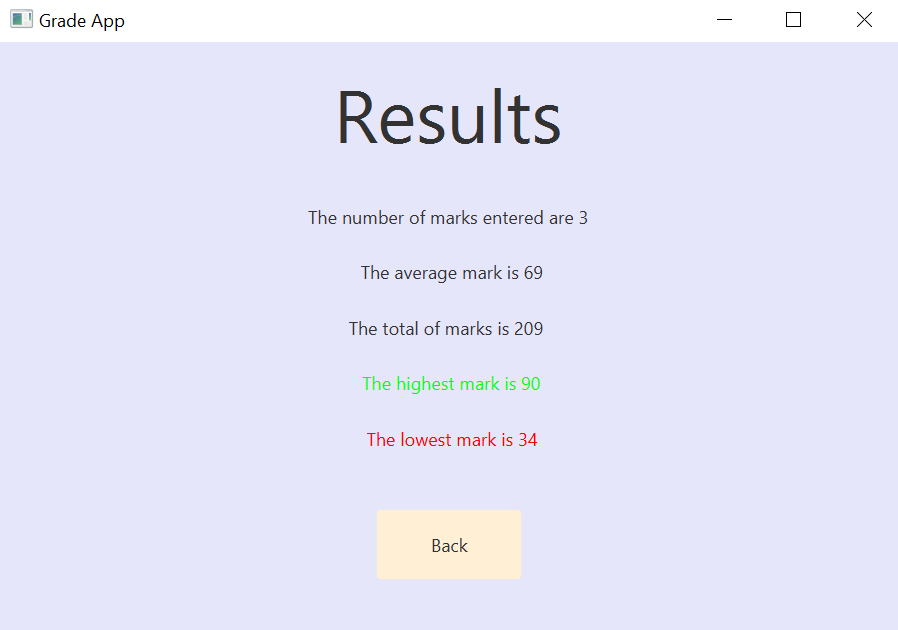 Grade App
Results
The number of marks entered are 3
The average mark is 69
The total of marks is 209
The highest mark is 90
The lowest mark is 34
Back